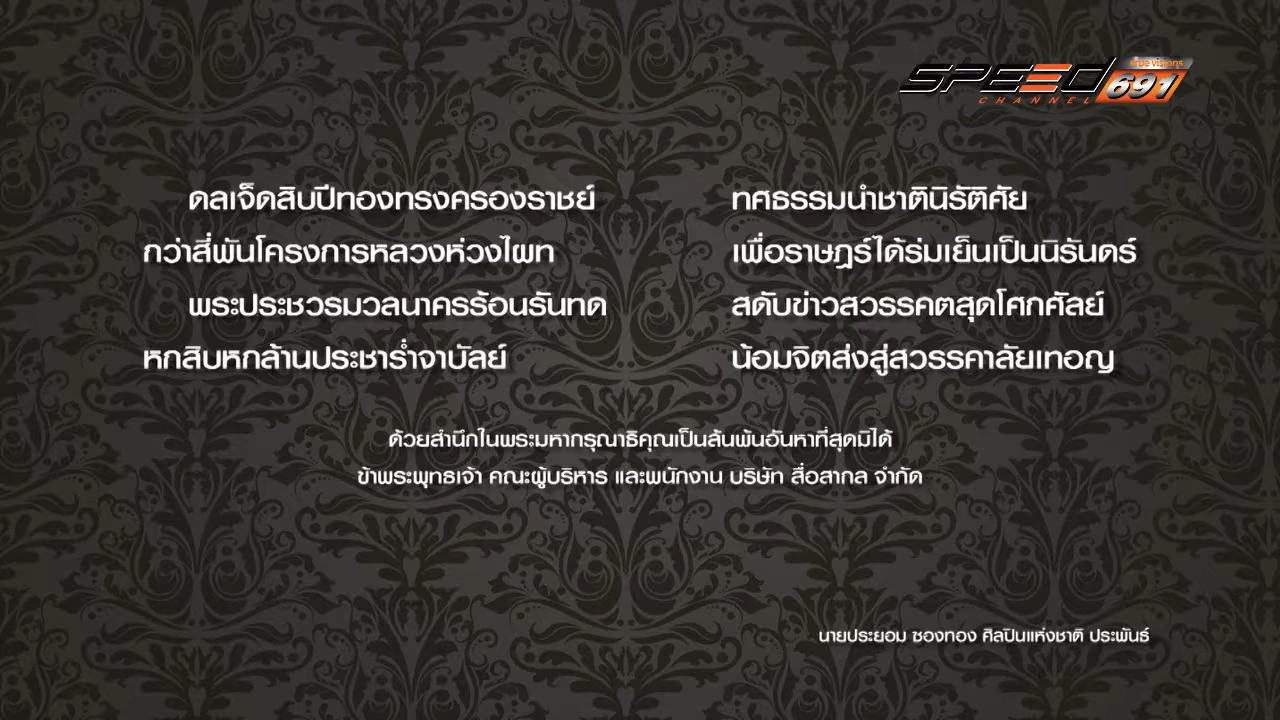 SPEED CHANNEL true visions 691
ดลเจ็ดสิบปีทองทรงครองราชย์ ทศธรรมนำชาตินิรัติศัย
กว่าสี่พันโครงการหลวงห่วงไผท เพื่อราษฎร์ได้ร่มเย็นเป็นนิรันดร์
พระประชวรมวลนาครร้อนรันทด สดับข่าวสวรรคตสุดโศกศัลย์
หกสิบหกล้านประชาร่ำจาบัลย์ น้อมจิตส่งสู่สวรรคาลัยเทอญ
ด้วยสำนึกในพระมหากรุณาธิคุณเป็นล้นพ้นอันหาที่สุดมิได้
ข้าพระพุทธเจ้า คณะผู้บริหาร และพนักงาน บริษัท สื่อสากล จำกัด
นายประยอม ซองทอง ศิลปินแห่งชาติ ประพันธ์